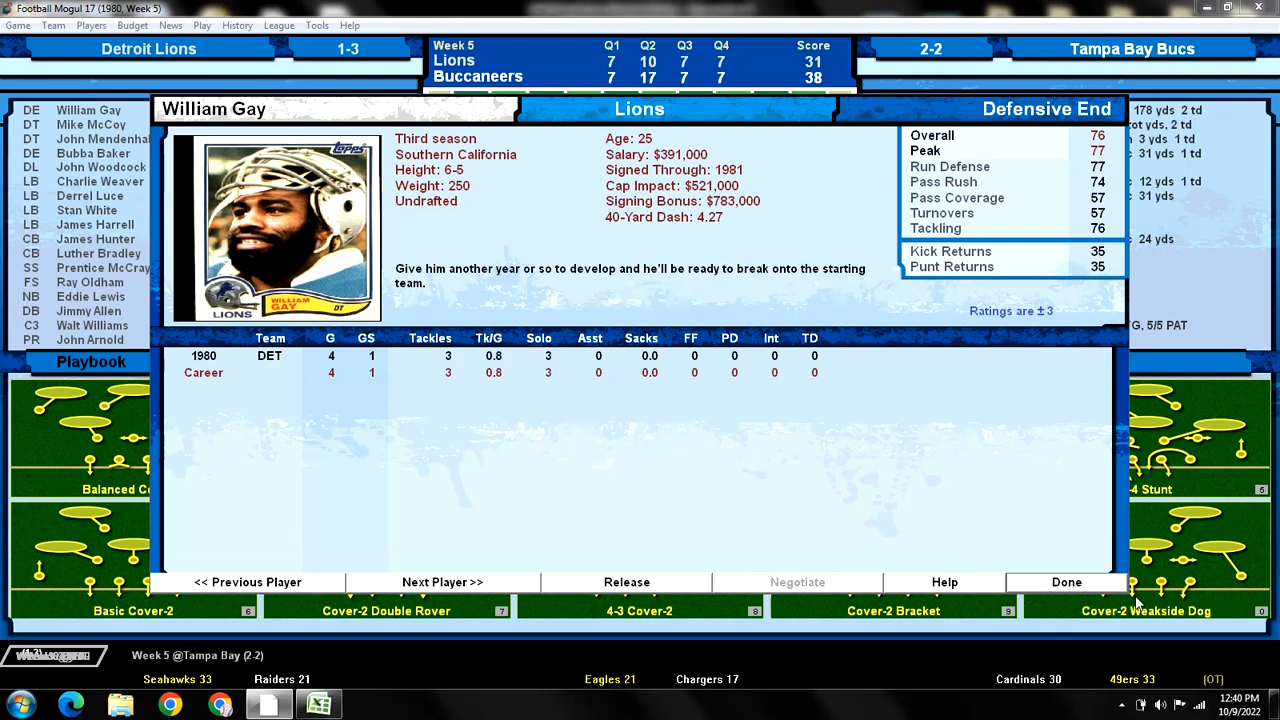 Football Mogul 17 (1980, Week 5)
Game Team Players Budget News Play History League Tools Help
Detroit Lions 1-3
Week 5 Q1 Q2 Q3 Q4 Score
Lions 7 10 7 7 31
Buccaneers 7 17 7 7 38
2-2 Tampa Bay Bucs
DE William Gay
DT Mike McCoy
DT John Mendenhal
DE Bubba Baker
DL John Woodcock
LB Charlie Weaver
LB Derrel Luce
LB Stan White
LB James Harrell
CB James Hunter
CB Luther Bradley
SS Prentice McCray
FS Ray Oldham
NB Eddie Lewis
DB Jimmy Allen
C3 Walt Williams
PR John Arnold
Playbook
William Gay Lions Defensive End
Topps
LIONS WILLIAM GAY DT
Third season
Southern California
Height: 6-5
Weight: 250
Undrafted
Age: 25
Salary: $391,000
Signed Through: 1981
Cap Impact: $521,000
Signing Bonus: $783,000
40-Yard Dash: 4.27
Give him another year or so to develop and he'll be ready to break onto the starting
team.
Overall 76
Peak 77
Run Defense 77
Pass Rush 74
Pass Coverage 57
Turnovers 57
Tackling 76
Kick Returns 35
Punt Returns 35
Ratings are ± 3
178 yds 2 td
ot yds, 2 td
3 yds 1 td
c 31 yds 1 td
c 12 yds 1 td
c 31 yds
c 24 yds
G, 5/5 PAT
Team G GS Tackles Tk/G Solo Asst Sacks FF PD Int TD
1980 DET 4 1 3 0.8 3 0 0.0 0 0 0 0
Career 4 1 3 0.8 3 0 0.0 0 0 0 0
<< Previous Player Next Player >> Release Negotiate Help Done
Balanced Co
4 Stunt 5
Basic Cover-2 6
Cover-2 Double Rover 7
4-3 Cover-2 8
Cover-2 Bracket 9
Cover-2 Weakside Dog 0
Week 5 @Tampa Bay (2-2)
Seahawks 33 Raiders 21 Eagles 21 Chargers 17 Cardinals 30 49ers 33 (OT)
12:40 PM
10/9/2022